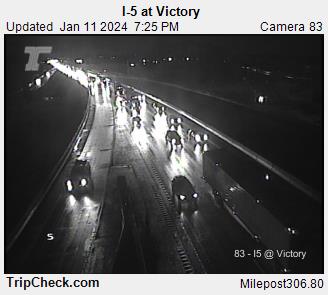 I-5 at Victory
Updated Jan 11 2024 7:25 PM Camera 83
T
S
83 - I5 @ Victory
TripCheck.com Milepost306.80